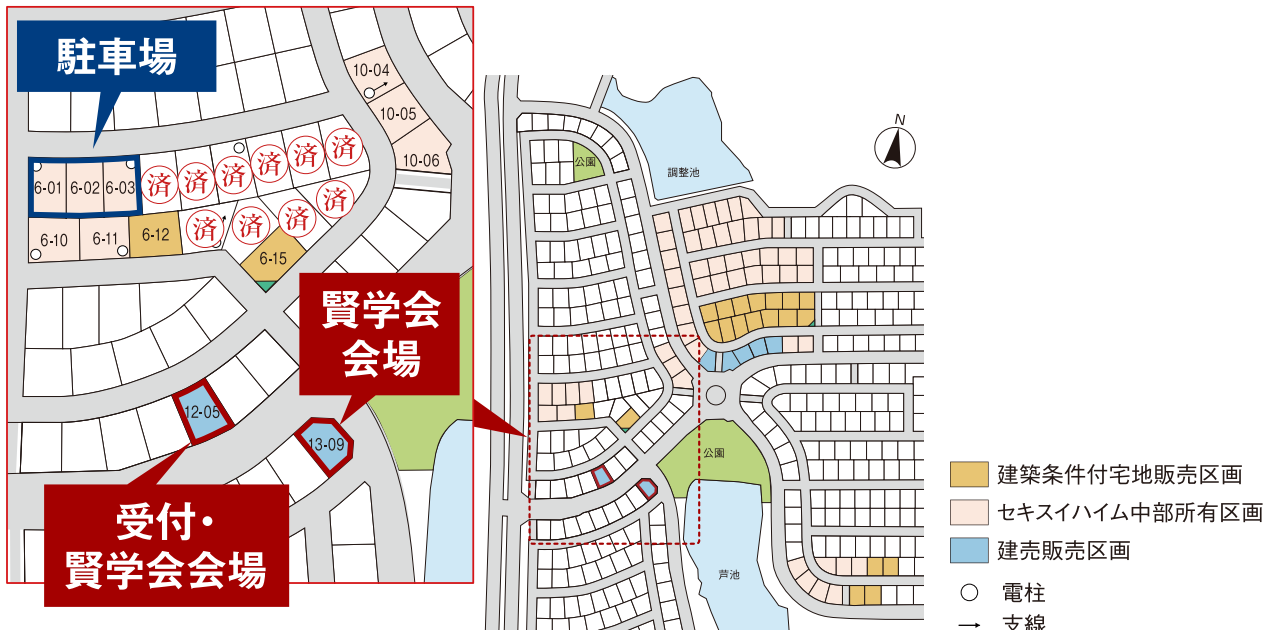 駐車場
10-04
10-05
10-06
6-01
6-02
6-03
済
済
済
済
済
済
6-10
6-11
6-12
済
済
済
済
6-15
賢学会
会場
12-05
13-09
受付・
賢学会会場
公園
調整池
N
公園
芦池
建築条件付宅地販売区画
セキスイハイム中部所有区画
建売販売区画
電柱
支線